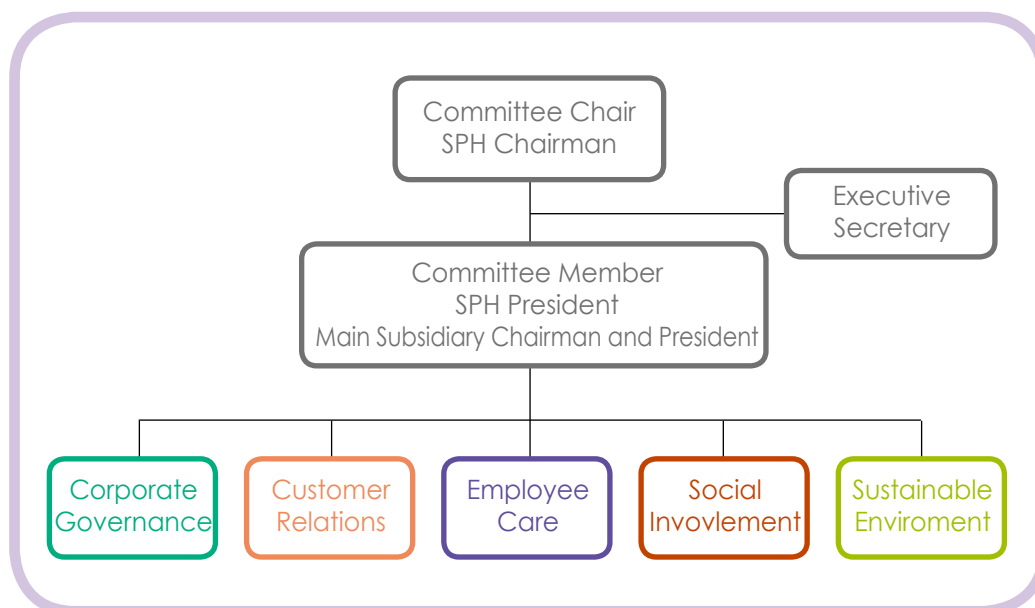 Committee Chair
SPH Chairman
Executive
Secretary
Committee Member
SPH President
Main Subsidiary Chairman and President
Corporate
Governance
Customer
Relations
Employee
Care
Social
Invovlement
Sustainable
Enviroment